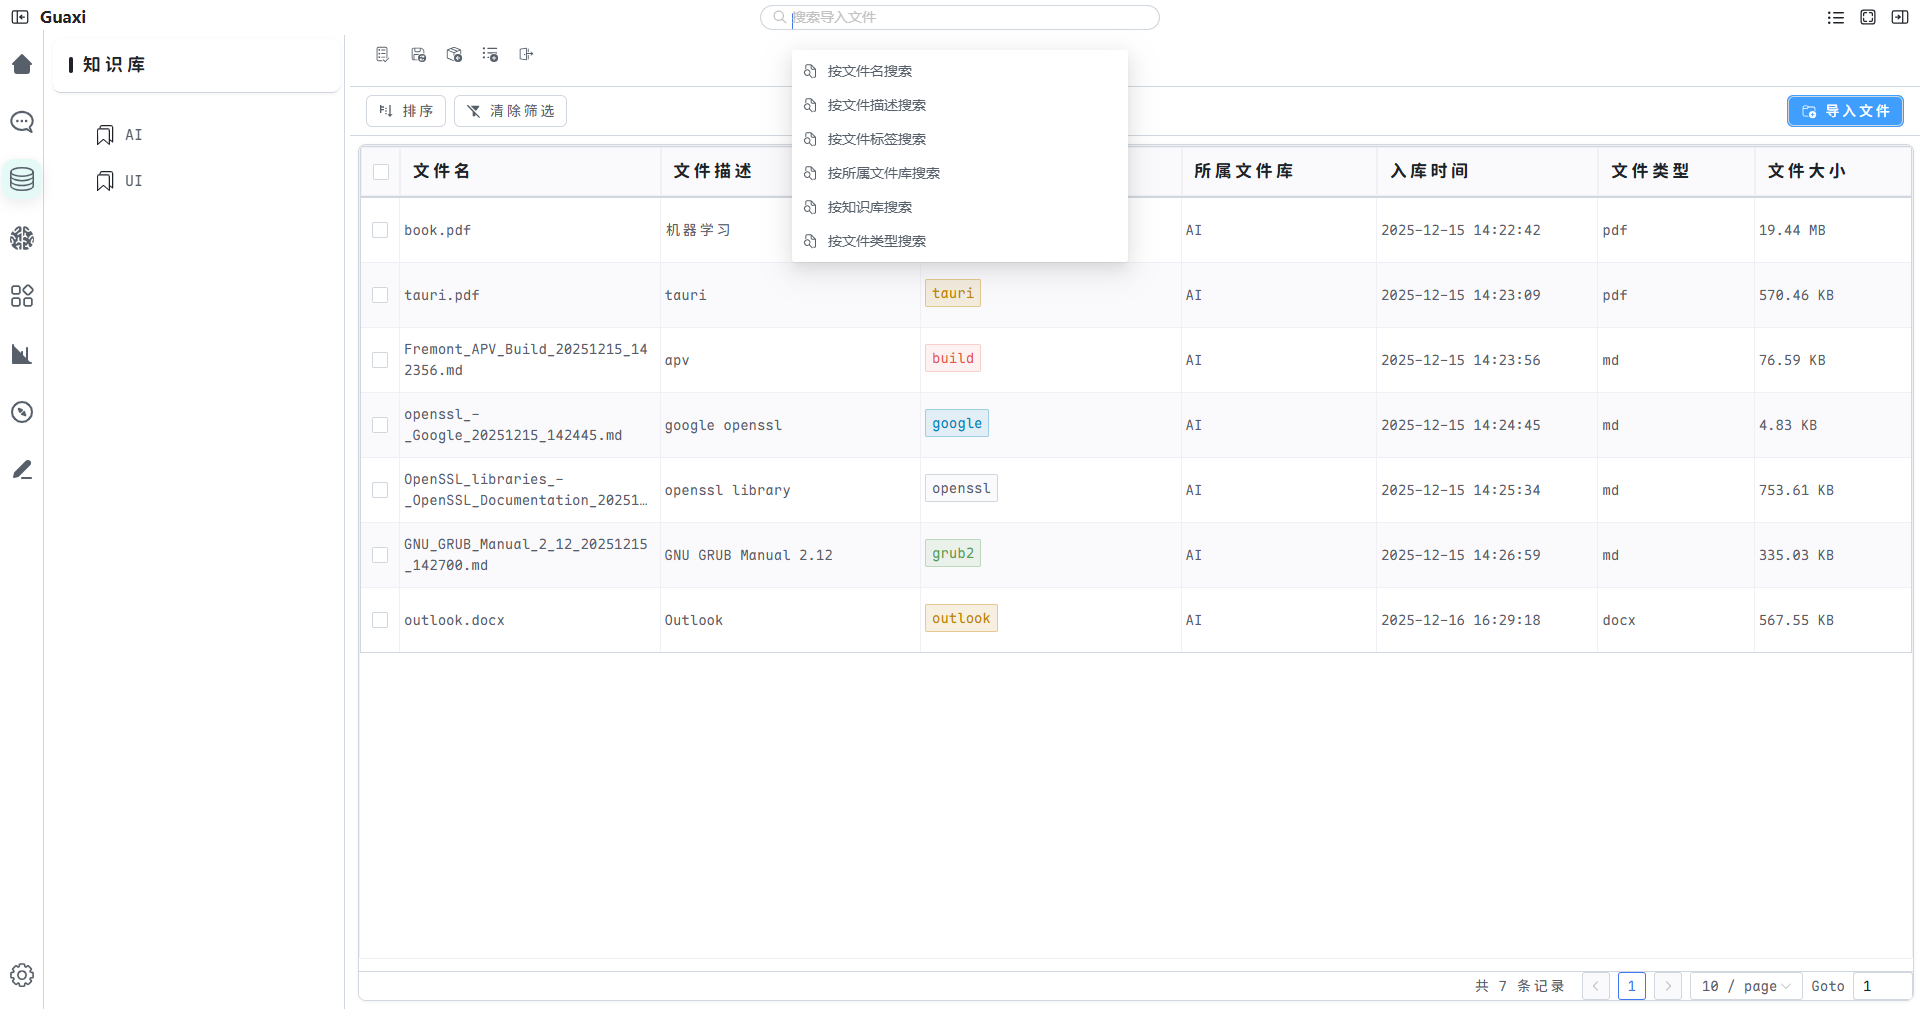 Guaxi
搜索导入文件
知识库
AI
UI
按文件名搜索
按文件描述搜索
按文件标签搜索
按所属文件库搜索
按知识库搜索
按文件类型搜索
排序
清除筛选
导入文件
文件名 文件描述 所属文件库 入库时间 文件类型 文件大小
book.pdf 机器学习 AI 2025-12-15 14:22:42 pdf 19.44 MB
tauri.pdf tauri tauri AI 2025-12-15 14:23:09 pdf 570.46 KB
Fremont_APV_Build_20251215_14
2356.md apv build AI 2025-12-15 14:23:56 md 76.59 KB
openssl_-
_Google_20251215_142445.md google openssl google AI 2025-12-15 14:24:45 md 4.83 KB
OpenSSL_libraries_-
_OpenSSL_Documentation_20251… openssl library openssl AI 2025-12-15 14:25:34 md 753.61 KB
GNU_GRUB_Manual_2_12_20251215
_142700.md GNU GRUB Manual 2.12 grub2 AI 2025-12-15 14:26:59 md 335.03 KB
outlook.docx Outlook outlook AI 2025-12-16 16:29:18 docx 567.55 KB
共 7 条记录 1 10 / page Goto 1